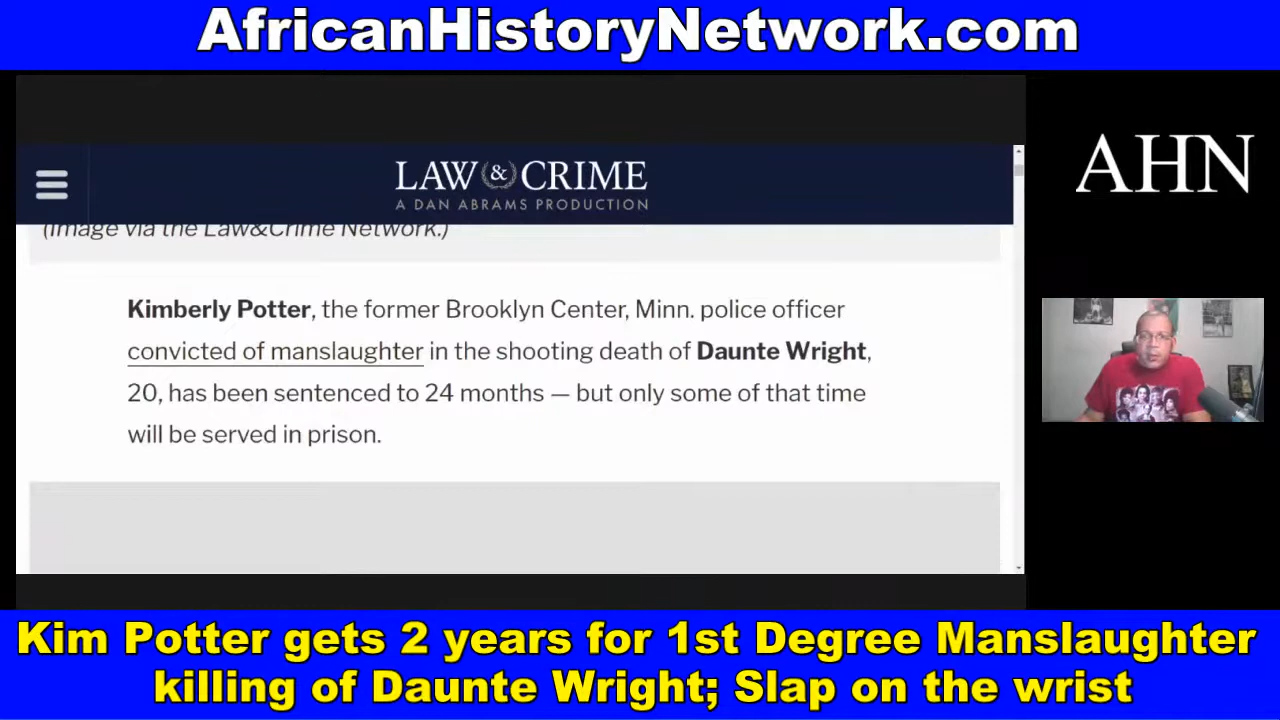 AfricanHistoryNetwork.com
LAW & CRIME
A DAN ABRAMS PRODUCTION
AHN
(Image via the Law&Crime Network.)
Kimberly Potter, the former Brooklyn Center, Minn. police officer
convicted of manslaughter in the shooting death of Daunte Wright,
20, has been sentenced to 24 months — but only some of that time
will be served in prison.
Kim Potter gets 2 years for 1st Degree Manslaughter
killing of Daunte Wright; Slap on the wrist